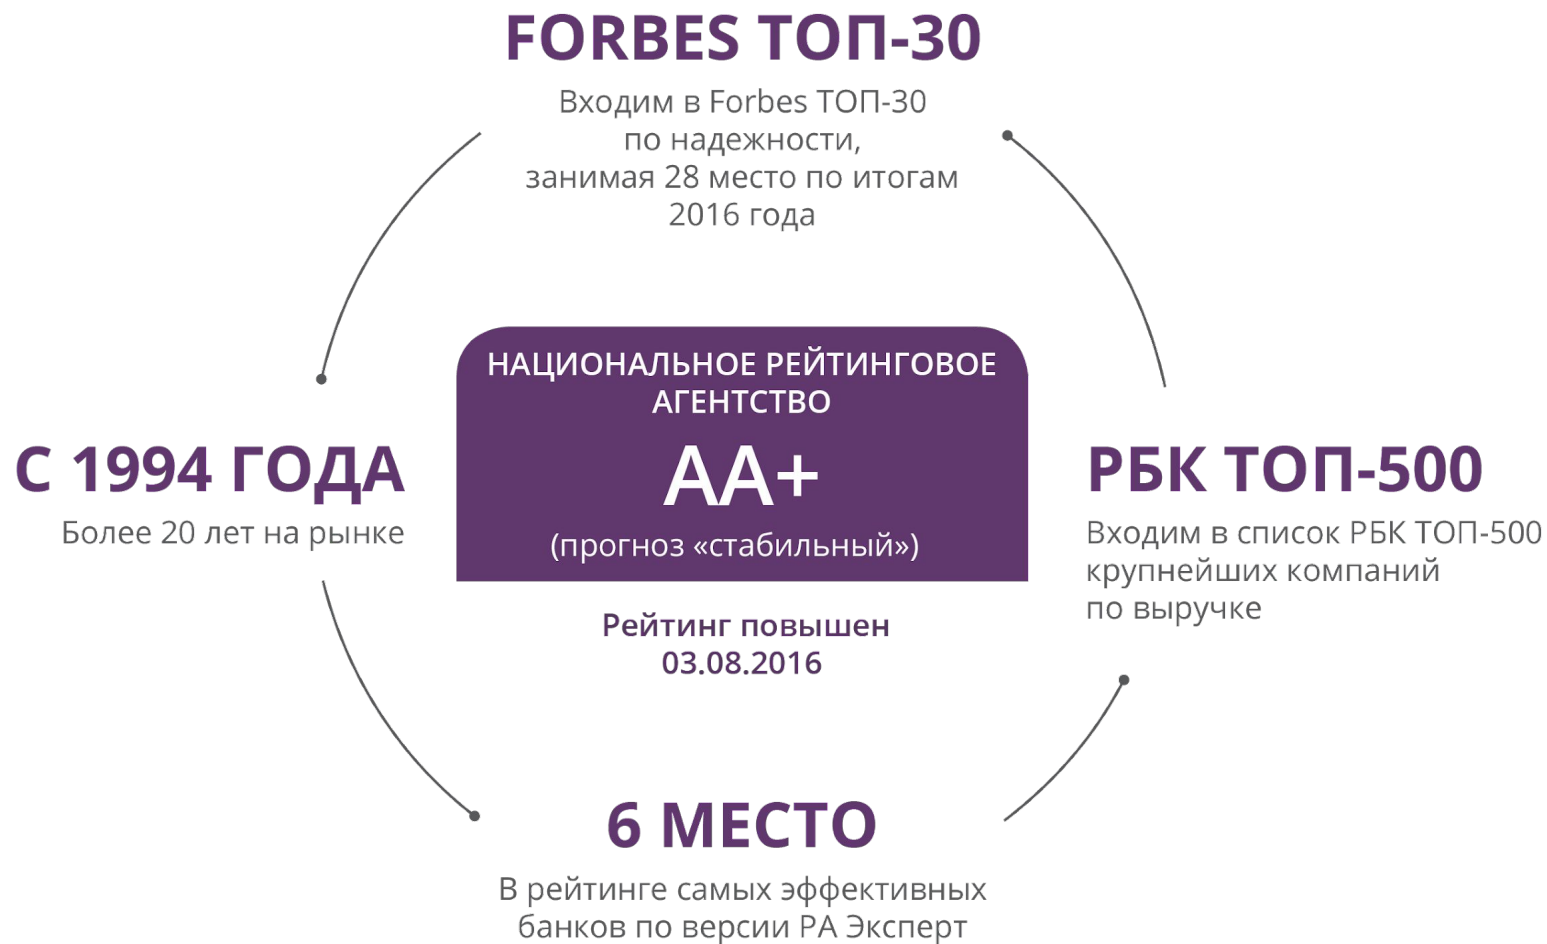 FORBES ТОП-30
Входим в Forbes ТОП-30
по надежности,
занимая 28 место по итогам
2016 года
НАЦИОНАЛЬНОЕ РЕЙТИНГОВОЕ
АГЕНТСТВО
АА+
(прогноз «стабильный»)
Рейтинг повышен
03.08.2016
С 1994 ГОДА
Более 20 лет на рынке
РБК ТОП-500
Входим в список РБК ТОП-500
крупнейших компаний
по выручке
6 МЕСТО
В рейтинге самых эффективных
банков по версии РА Эксперт